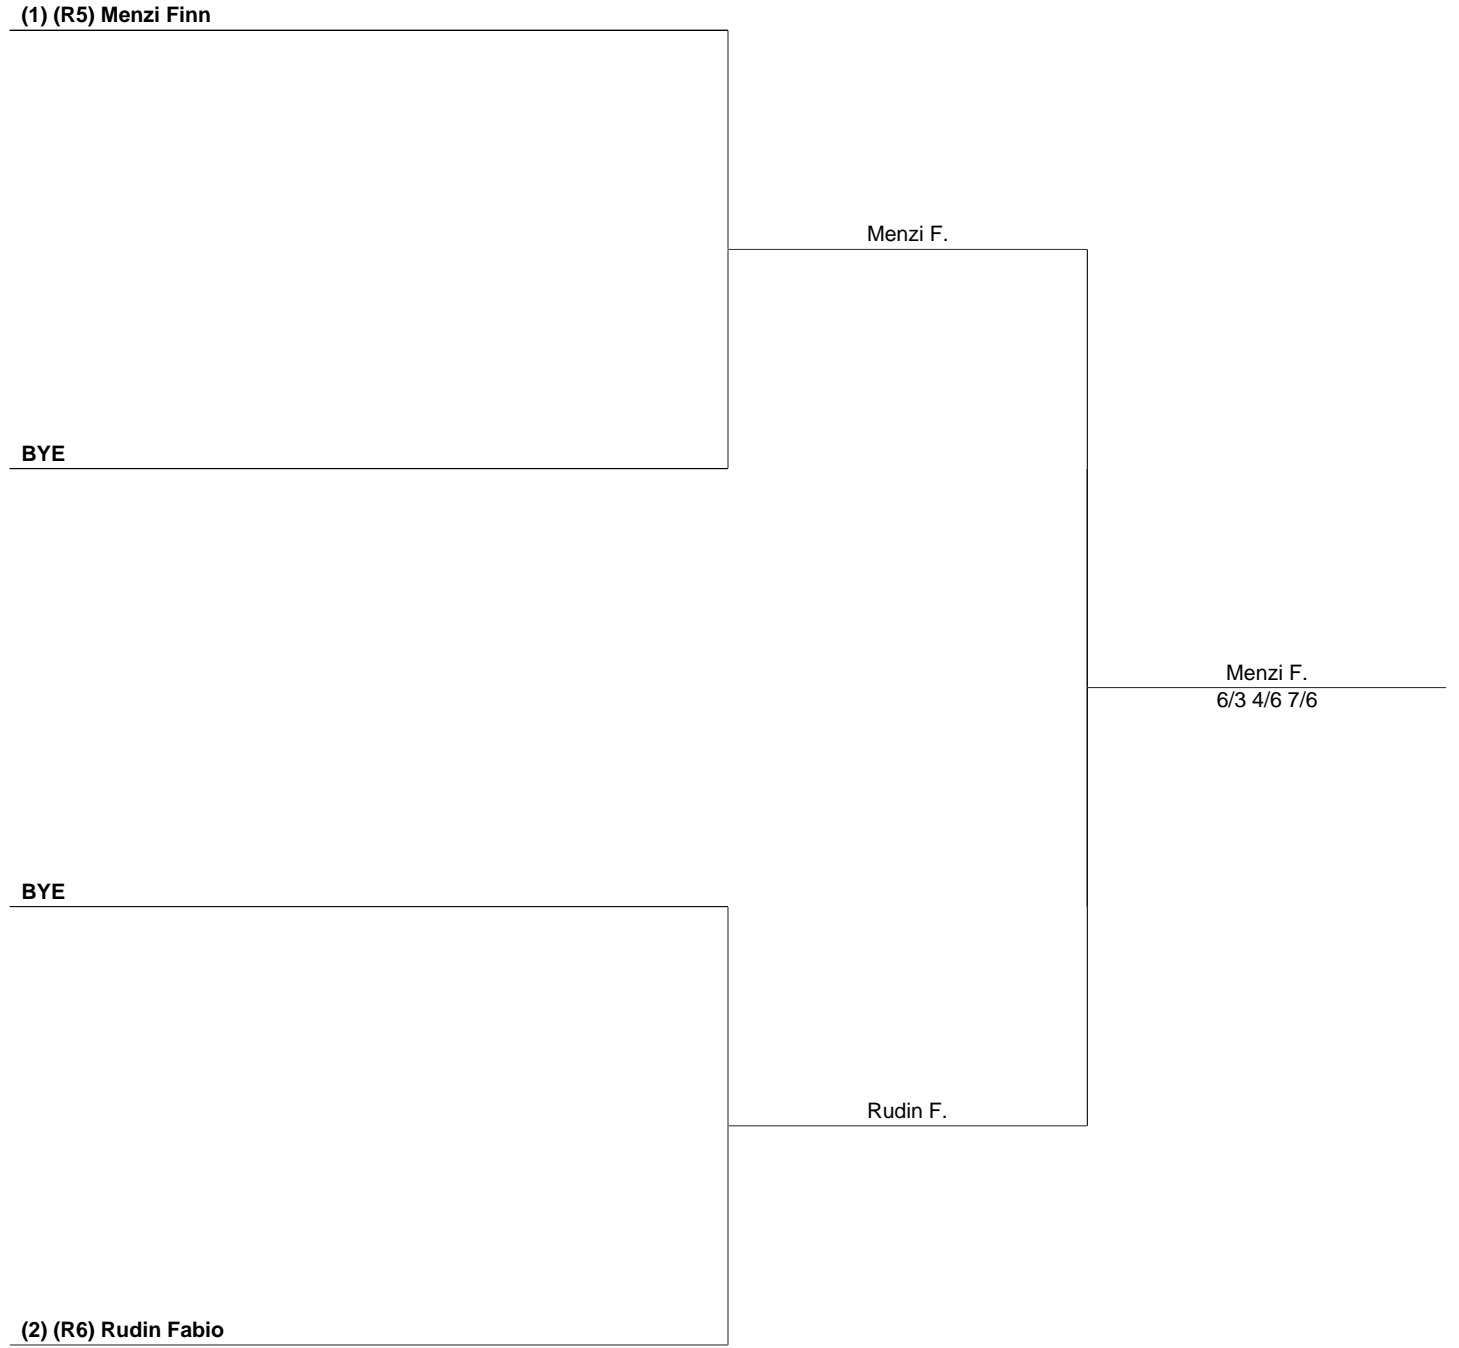 (1) (R5) Menzi Finn
Menzi F.
BYE
Menzi F.
6/3 4/6 7/6
BYE
Rudin F.
(2) (R6) Rudin Fabio